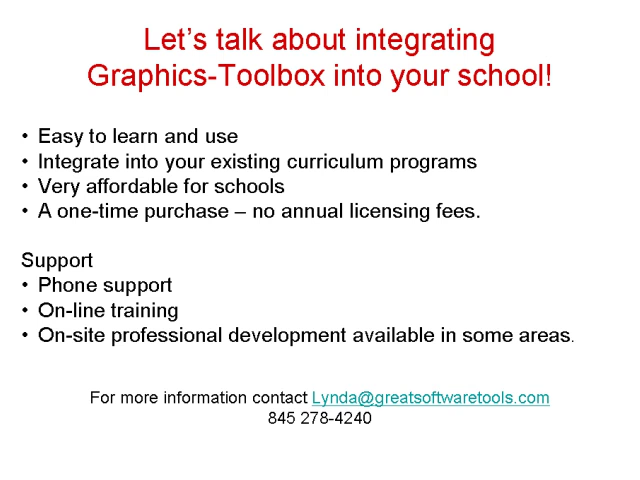 Let’s talk about integrating
Graphics-Toolbox into your school!
• Easy to learn and use
• Integrate into your existing curriculum programs
• Very affordable for schools
• A one-time purchase – no annual licensing fees.
Support
• Phone support
• On-line training
• On-site professional development available in some areas.
For more information contact Lynda@greatsoftwaretools.com
845 278-4240